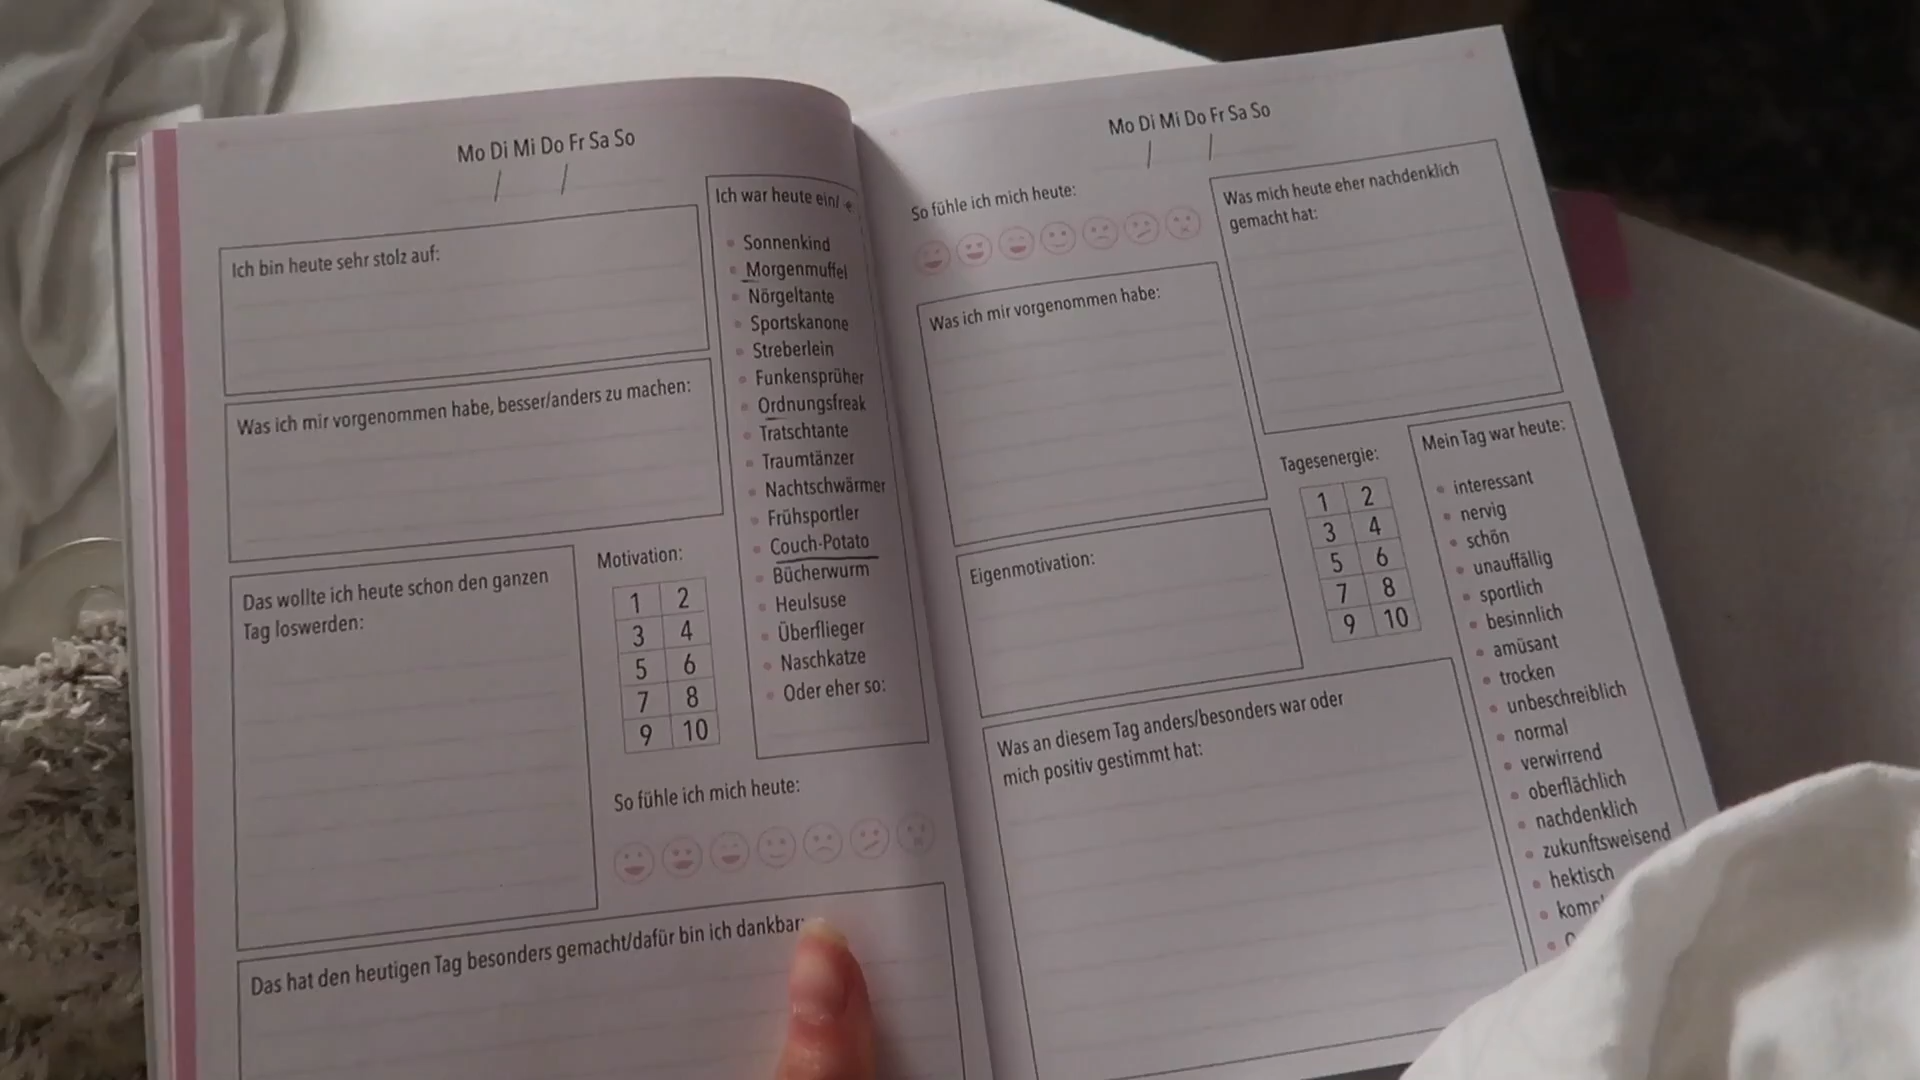 Mo Di Mi Do Fr Sa So
/ /
Ich bin heute sehr stolz auf:
Was ich mir vorgenommen habe, besser/anders zu machen:
Das wollte ich heute schon den ganzen
Tag loswerden:
Motivation:
1 2
3 4
5 6
7 8
9 10
So fühle ich mich heute:
Das hat den heutigen Tag besonders gemacht/dafür bin ich dankbar:
Ich war heute ein/
Sonnenkind
Morgenmuffel
Nörgeltante
Sportskanone
Streberlein
Funkensprüher
Ordnungsfreak
Tratschtante
Traumtänzer
Nachtschwärmer
Frühsportler
Couch-Potato
Bücherwurm
Heulsuse
Überflieger
Naschkatze
Oder eher so:
Mo Di Mi Do Fr Sa So
/ /
So fühle ich mich heute:
Was mich heute eher nachdenklich
gemacht hat:
Was ich mir vorgenommen habe:
Eigenmotivation:
Tagesenergie:
1 2
3 4
5 6
7 8
9 10
Was an diesem Tag anders/besonders war oder
mich positiv gestimmt hat:
Mein Tag war heute:
interessant
nervig
schön
unauffällig
sportlich
besinnlich
amüsant
trocken
unbeschreiblich
normal
verwirrend
oberflächlich
nachdenklich
zukunftsweisend
hektisch